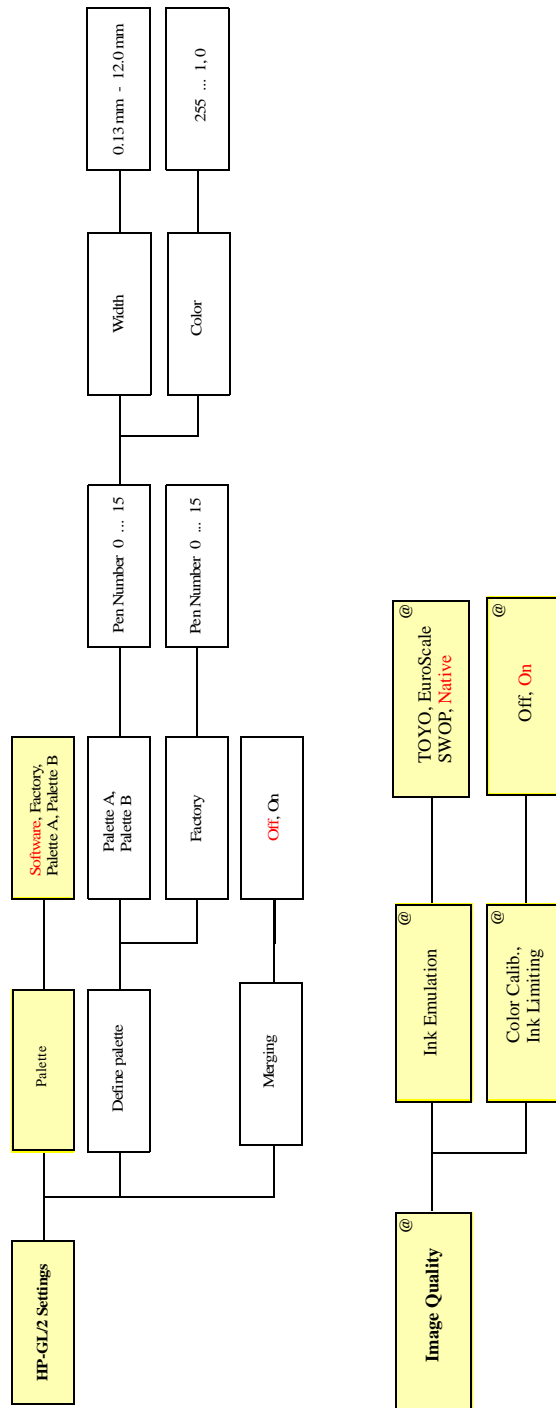 HP-GL/2 Settings
Palette
Software, Factory,
Palette A, Palette B
Define palette
Palette A,
Palette B
Pen Number 0 ... 15
Width
0.13 mm - 12.0 mm
Color
255 ... 1, 0
Factory
Pen Number 0 ... 15
Merging
Off, On
@
Image Quality
@
Ink Emulation
@
TOYO, EuroScale
SWOP, Native
@
Color Calib.,
Ink Limiting
@
Off, On